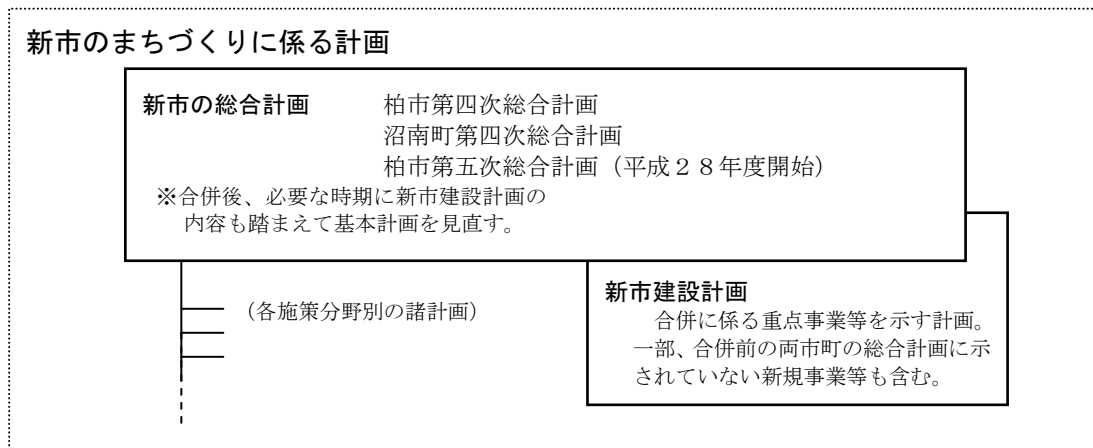 新市のまちづくりに係る計画
新市の総合計画 柏市第四次総合計画
沼南町第四次総合計画
柏市第五次総合計画（平成２８年度開始）
※合併後、必要な時期に新市建設計画の
内容も踏まえて基本計画を見直す。
（各施策分野別の諸計画）
新市建設計画
合併に係る重点事業等を示す計画。
一部、合併前の両市町の総合計画に示
されていない新規事業等も含む。